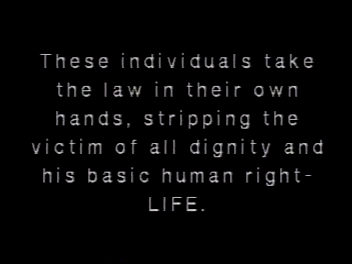 These individuals take
the law in their own
hands, stripping the
victim of all dignity and
his basic human right-
LIFE.